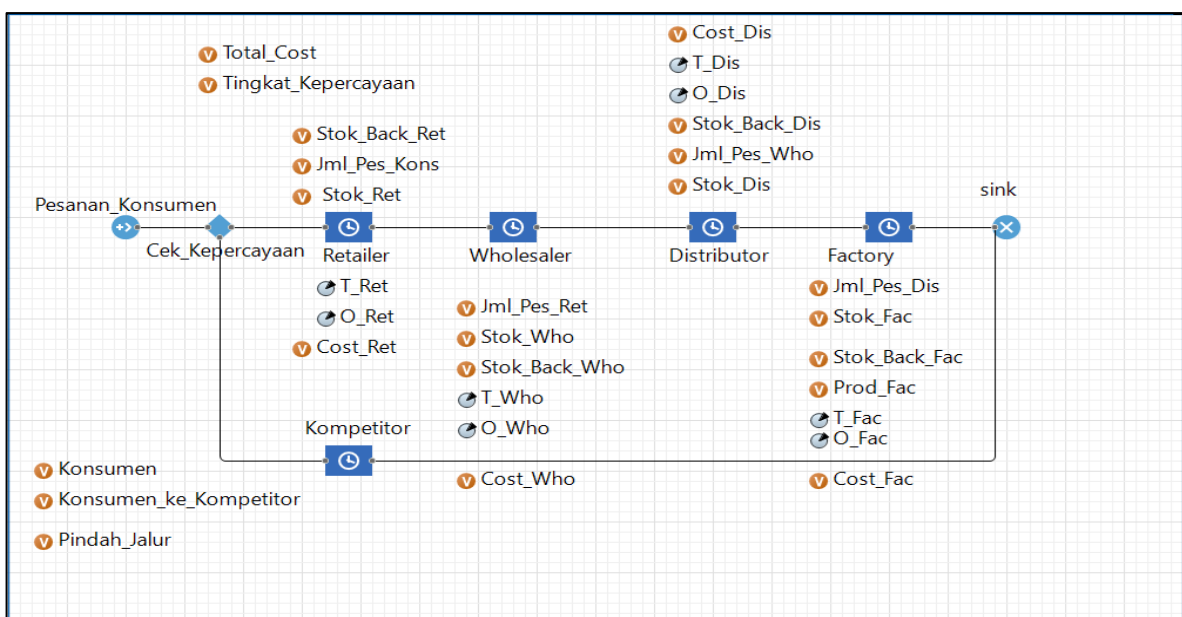 Total_Cost
Tingkat_Kepercayaan
Cost_Dis
T_Dis
O_Dis
Stok_Back_Dis
Jml_Pes_Who
Stok_Dis
Stok_Back_Ret
Jml_Pes_Kons
Stok_Ret
sink
Pesanan_Konsumen
Cek_Kepercayaan
Retailer
Wholesaler
Distributor
Factory
T_Ret
O_Ret
Cost_Ret
Jml_Pes_Ret
Stok_Who
Stok_Back_Who
T_Who
O_Who
Cost_Who
Jml_Pes_Dis
Stok_Fac
Stok_Back_Fac
Prod_Fac
T_Fac
O_Fac
Cost_Fac
Kompetitor
Konsumen
Konsumen_ke_Kompetitor
Pindah_Jalur